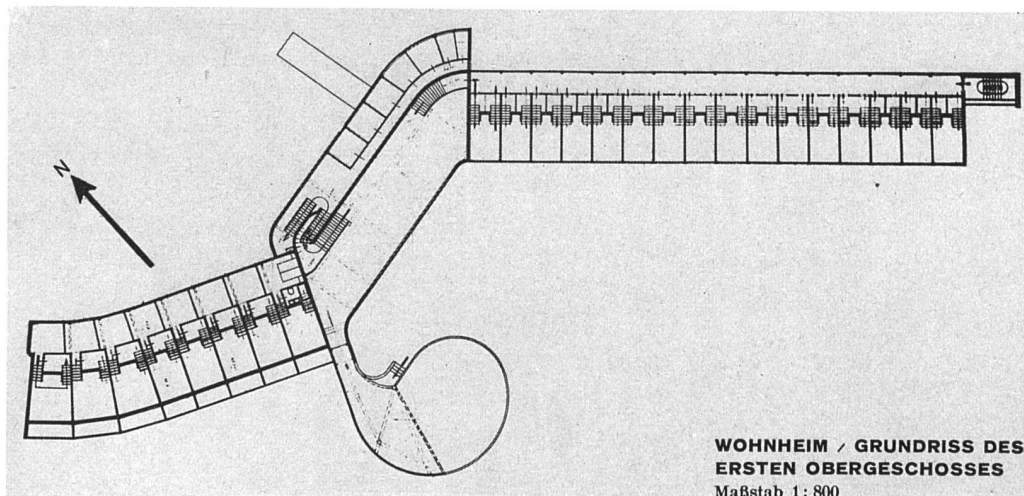 N
WOHNHEIM / GRUNDRISS DES
ERSTEN OBERGESCHOSSES
Maßstab 1:800